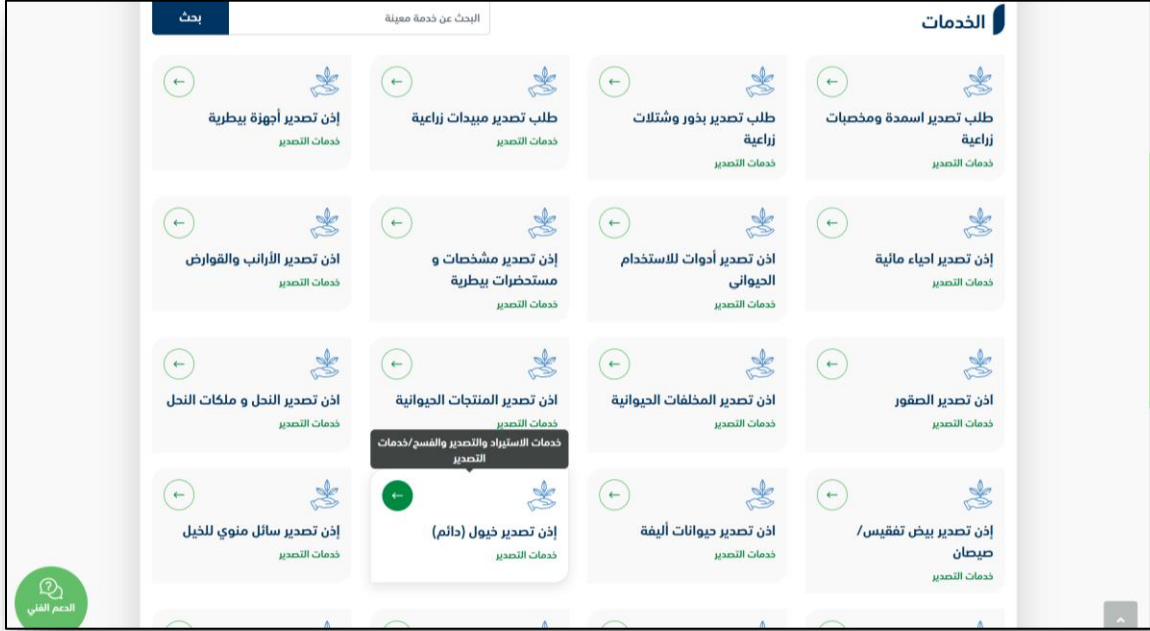 الخدمات
البحث عن خدمة معينة
بحث
طلب تصدير اسمدة ومخصبات
زراعية
خدمات التصدير
طلب تصدير بذور وشتلات
زراعية
خدمات التصدير
طلب تصدير مبيدات زراعية
خدمات التصدير
إذن تصدير أجهزة بيطرية
خدمات التصدير
إذن تصدير احياء مائية
خدمات التصدير
اذن تصدير أدوات للاستخدام
الحيواني
خدمات التصدير
إذن تصدير مشخصات و
مستحضرات بيطرية
خدمات التصدير
اذن تصدير الأرانب والقوارض
خدمات التصدير
اذن تصدير الصقور
خدمات التصدير
اذن تصدير المخلفات الحيوانية
خدمات التصدير
اذن تصدير المنتجات الحيوانية
خدمات التصدير
اذن تصدير النحل و ملكات النحل
خدمات التصدير
خدمات الاستيراد والتصدير والفسح/خدمات
التصدير
إذن تصدير بيض تفقيس/
صيصان
خدمات التصدير
اذن تصدير حيوانات أليفة
خدمات التصدير
إذن تصدير خيول (دائم)
خدمات التصدير
إذن تصدير سائل منوي للخيل
خدمات التصدير
الدعم الفني